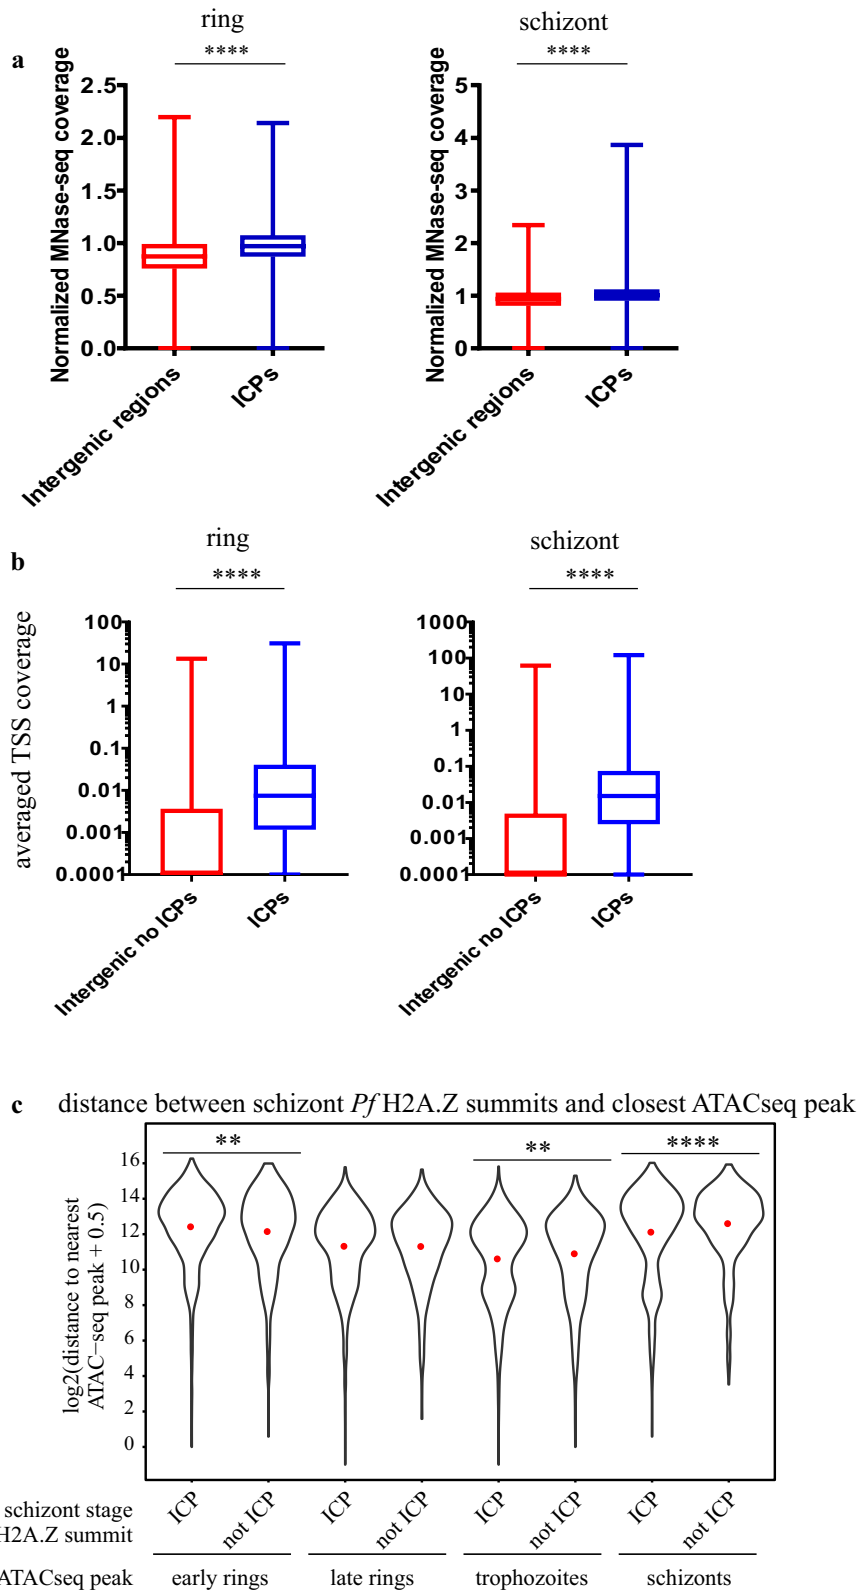 a
ring
schizont
****
****
Normalized MNase-seq coverage
2.5
2.0
1.5
1.0
0.5
0.0
Intergenic regions
ICPs
Normalized MNase-seq coverage
5
4
3
2
1
0
Intergenic regions
ICPs
b
ring
schizont
****
****
averaged TSS coverage
100
10
1
0.1
0.01
0.001
0.0001
Intergenic no ICPs
ICPs
1000
100
10
1
0.1
0.01
0.001
0.0001
Intergenic no ICPs
ICPs
c
distance between schizont Pf H2A.Z summits and closest ATACseq peak
**
**
****
log2(distance to nearest
ATAC−seq peak + 0.5)
16
14
12
10
8
6
4
2
0
schizont stage
H2A.Z summit
ICP
not ICP
ICP
not ICP
ICP
not ICP
ICP
not ICP
ATACseq peak
early rings
late rings
trophozoites
schizonts